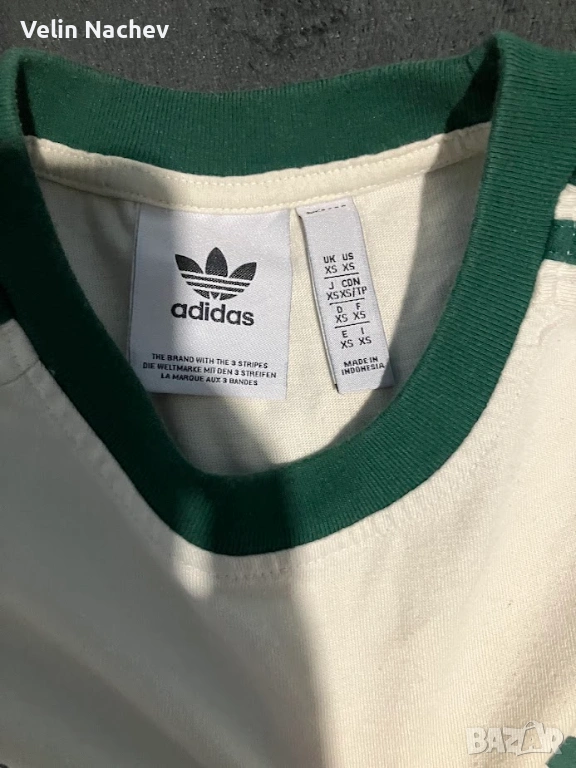 Velin Nachev
adidas
THE BRAND WITH THE 3 STRIPES
DIE WELTMARKE MIT DEN 3 STREIFEN
LA MARQUE AUX 3 BANDES
UK US
XS XS
J CDN
XS XS/TP
D F
XS XS
E I
XS XS
MADE IN
INDONESIA
BAZAR